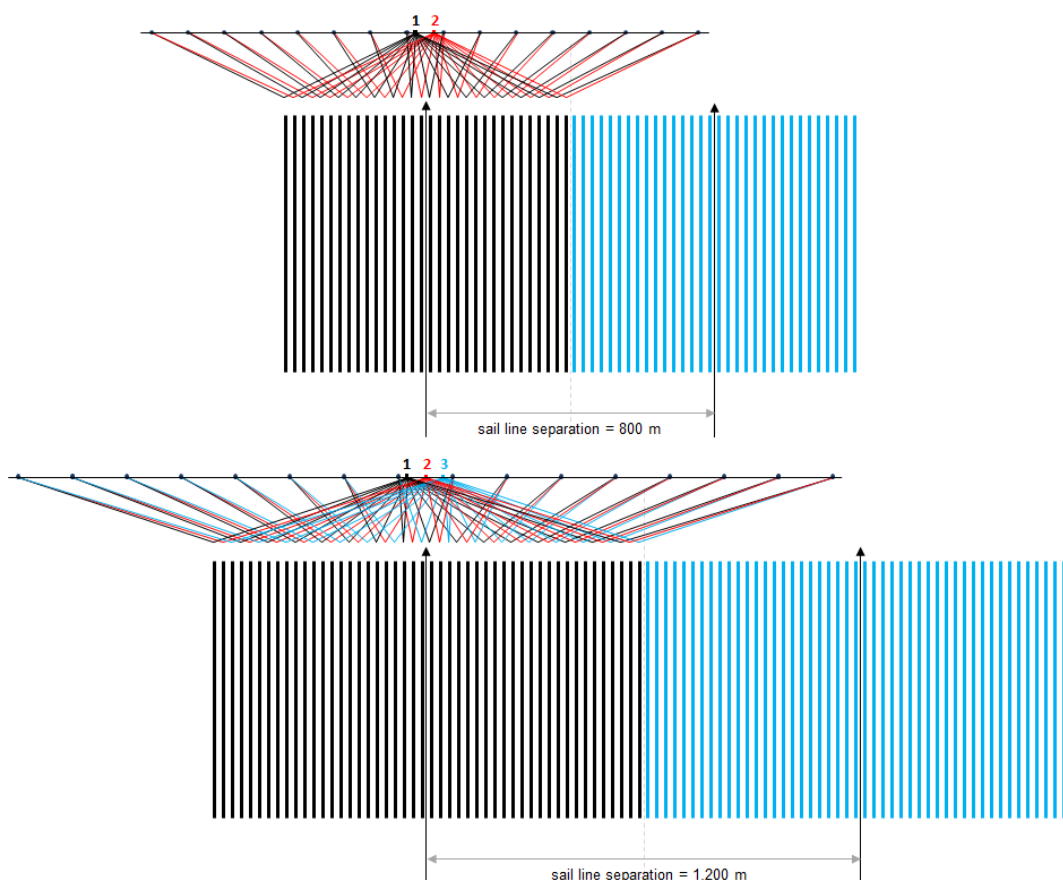 1 2
sail line separation = 800 m
1 2 3
sail line separation = 1,200 m